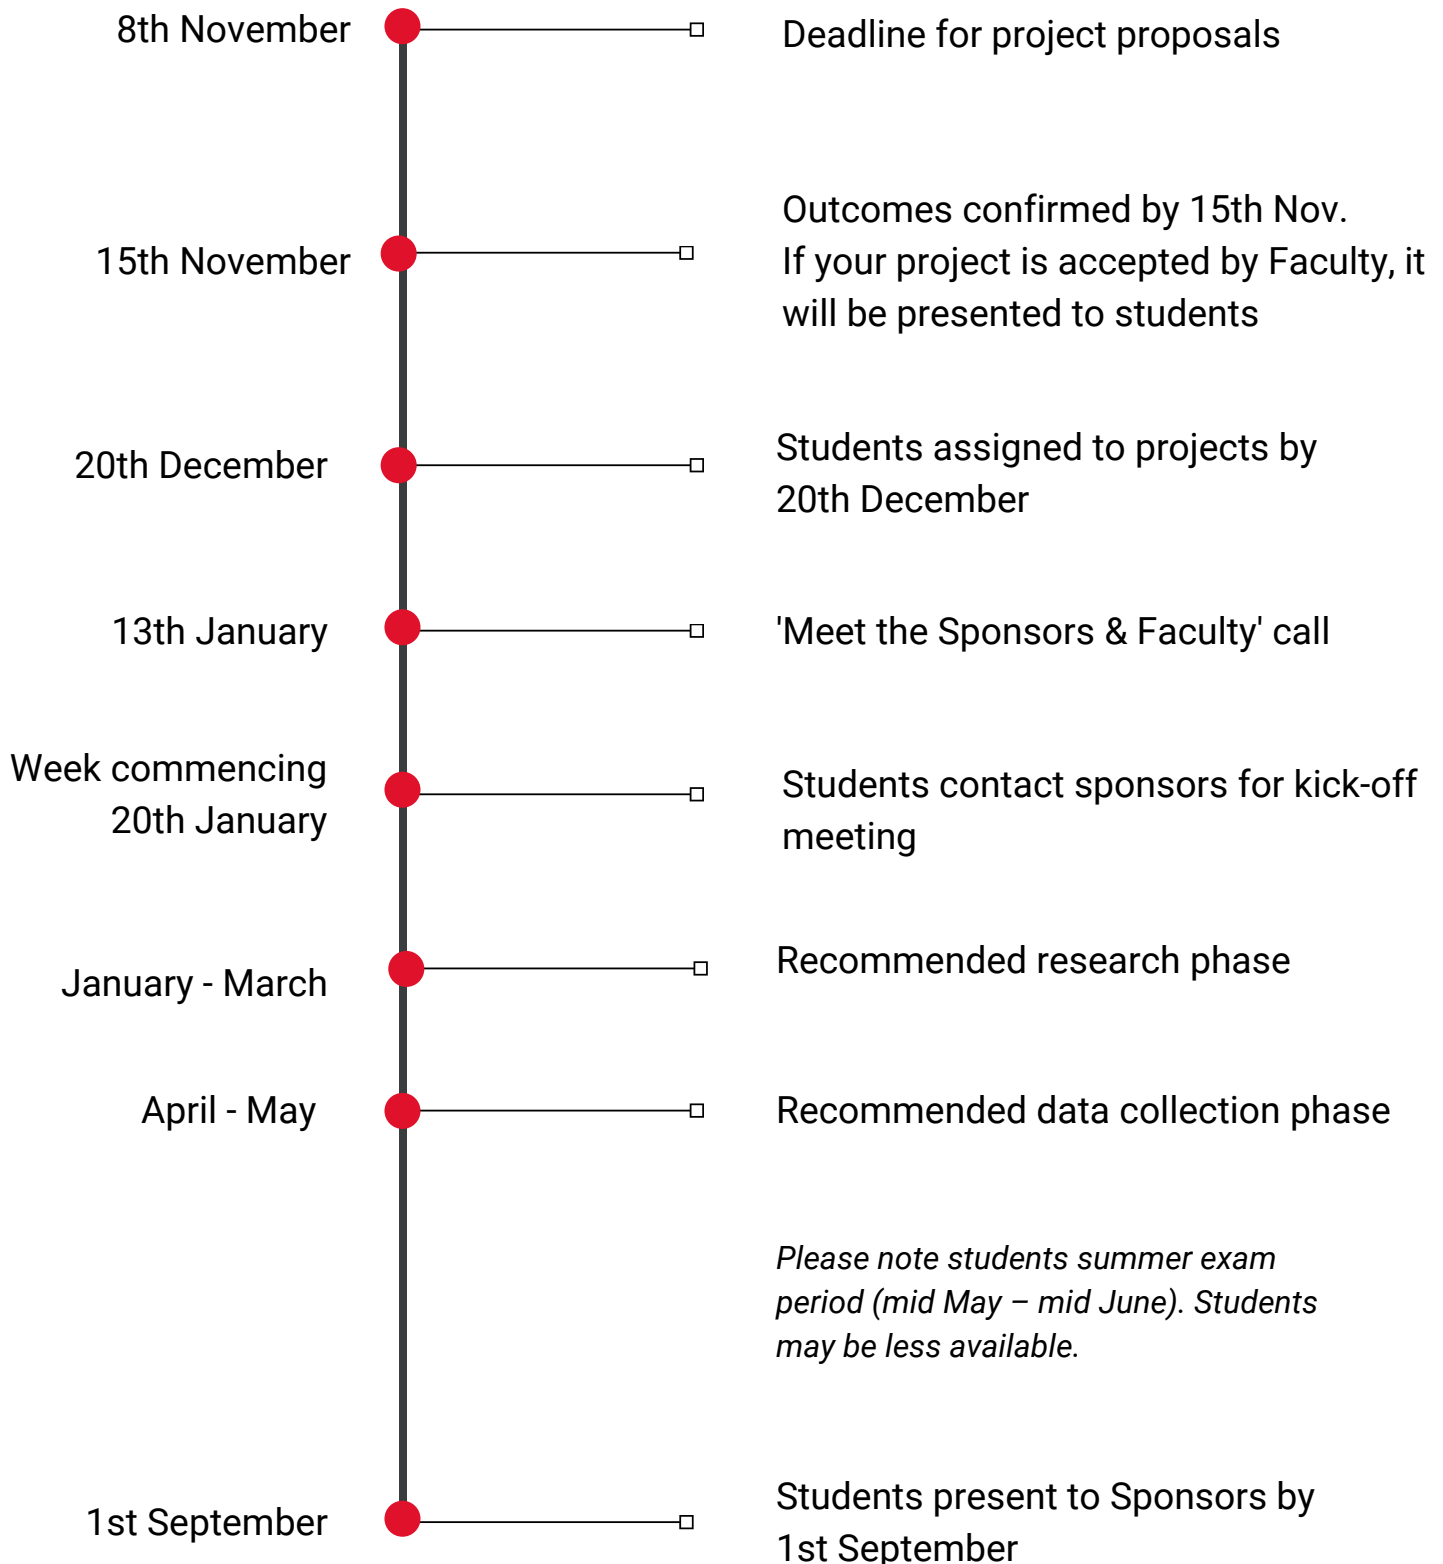 8th November
Deadline for project proposals
15th November
Outcomes confirmed by 15th Nov.
If your project is accepted by Faculty, it
will be presented to students
20th December
Students assigned to projects by
20th December
13th January
'Meet the Sponsors & Faculty' call
Week commencing
20th January
Students contact sponsors for kick-off
meeting
January - March
Recommended research phase
April - May
Recommended data collection phase
Please note students summer exam
period (mid May – mid June). Students
may be less available.
1st September
Students present to Sponsors by
1st September